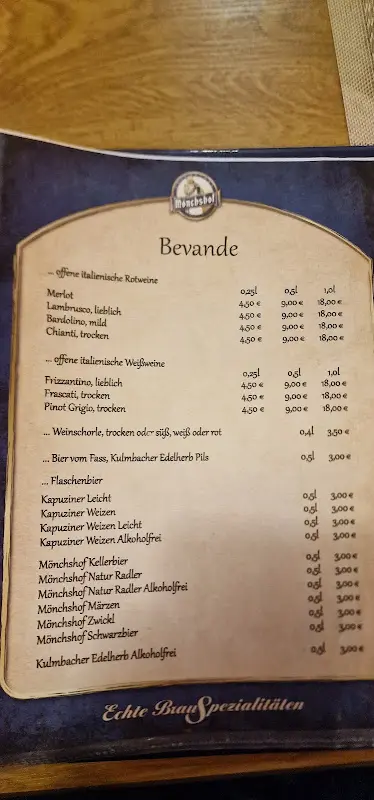 Mönchshof
Bevande
... offene italienische Rotweine
0,25l 0,5l 1,0l
Merlot 4,50 € 9,00 € 18,00 €
Lambrusco, lieblich 4,50 € 9,00 € 18,00 €
Bardolino, mild 4,50 € 9,00 € 18,00 €
Chianti, trocken 4,50 € 9,00 € 18,00 €
... offene italienische Weißweine
0,25l 0,5l 1,0l
Frizzantino, lieblich 4,50 € 9,00 € 18,00 €
Frascati, trocken 4,50 € 9,00 € 18,00 €
Pinot Grigio, trocken 4,50 € 9,00 € 18,00 €
... Weinschorle, trocken oder süß, weiß oder rot 0,4l 3,50 €
... Bier vom Fass, Kulmbacher Edelherb Pils 0,5l 3,00 €
... Flaschenbier
Kapuziner Leicht 0,5l 3,00 €
Kapuziner Weizen 0,5l 3,00 €
Kapuziner Weizen Leicht 0,5l 3,00 €
Kapuziner Weizen Alkoholfrei 0,5l 3,00 €
Mönchshof Kellerbier 0,5l 3,00 €
Mönchshof Natur Radler 0,5l 3,00 €
Mönchshof Natur Radler Alkoholfrei 0,5l 3,00 €
Mönchshof Märzen 0,5l 3,00 €
Mönchshof Zwickl 0,5l 3,00 €
Mönchshof Schwarzbier 0,5l 3,00 €
Kulmbacher Edelherb Alkoholfrei 0,5l 3,00 €
Echte BrauSpezialitäten